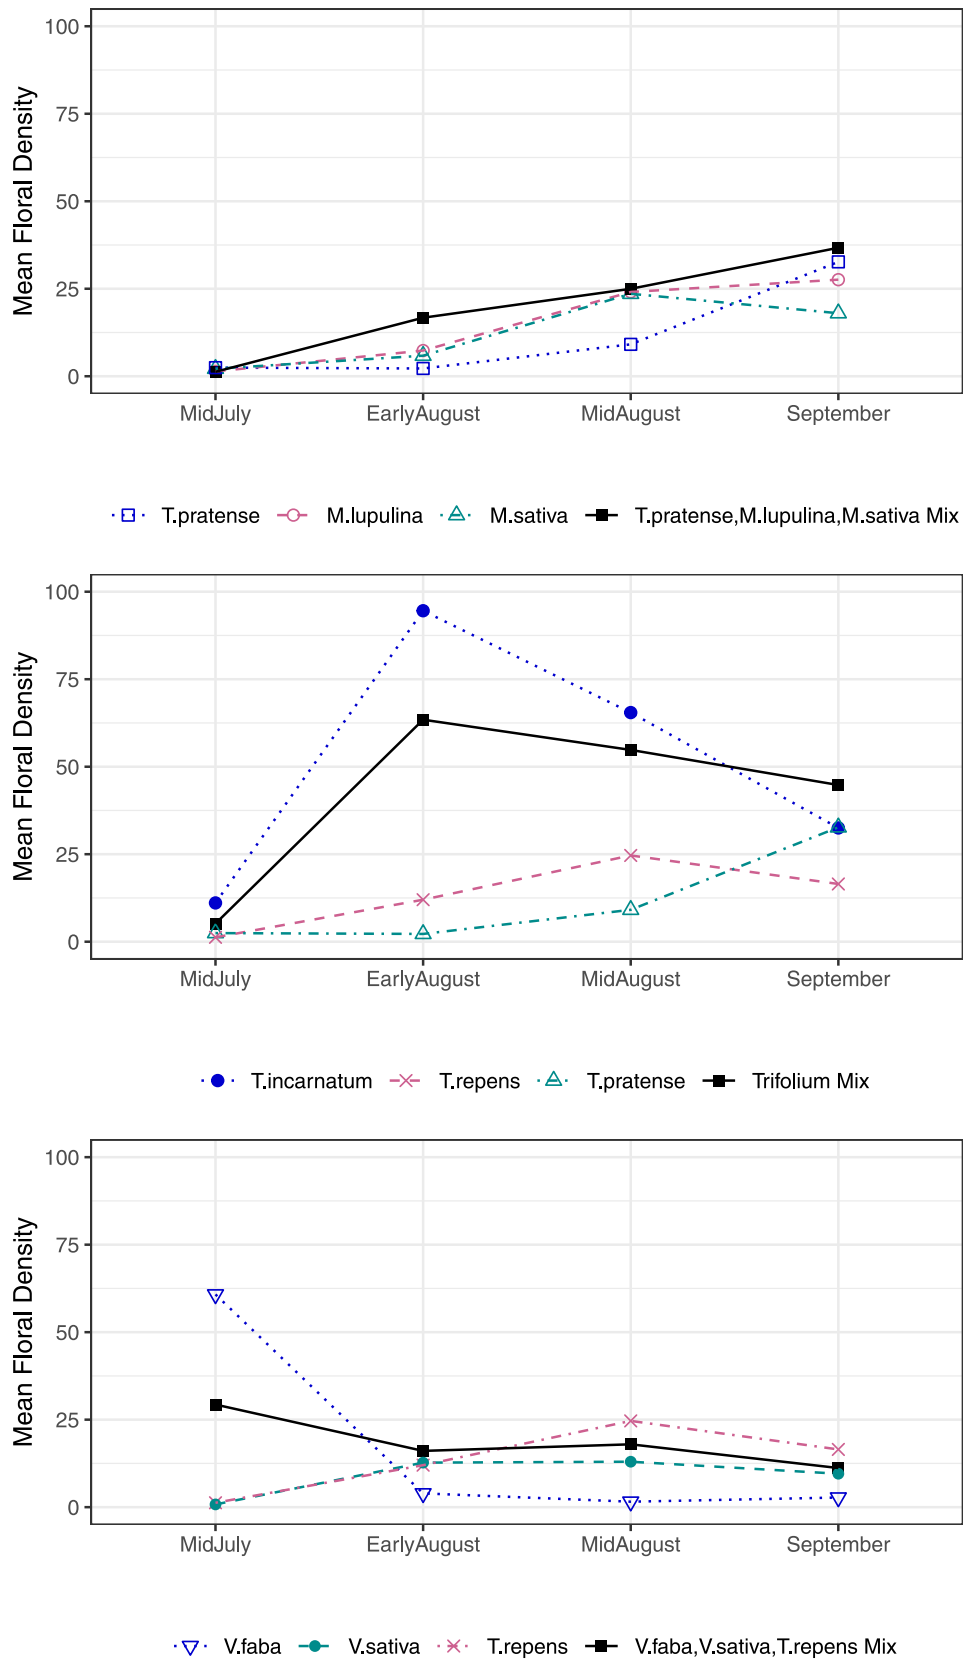 Mean Floral Density
100
75
50
25
0
MidJuly EarlyAugust MidAugust September
T.pratense M.lupulina M.sativa T.pratense,M.lupulina,M.sativa Mix
Mean Floral Density
100
75
50
25
0
MidJuly EarlyAugust MidAugust September
T.incarnatum T.repens T.pratense Trifolium Mix
Mean Floral Density
100
75
50
25
0
MidJuly EarlyAugust MidAugust September
V.faba V.sativa T.repens V.faba,V.sativa,T.repens Mix